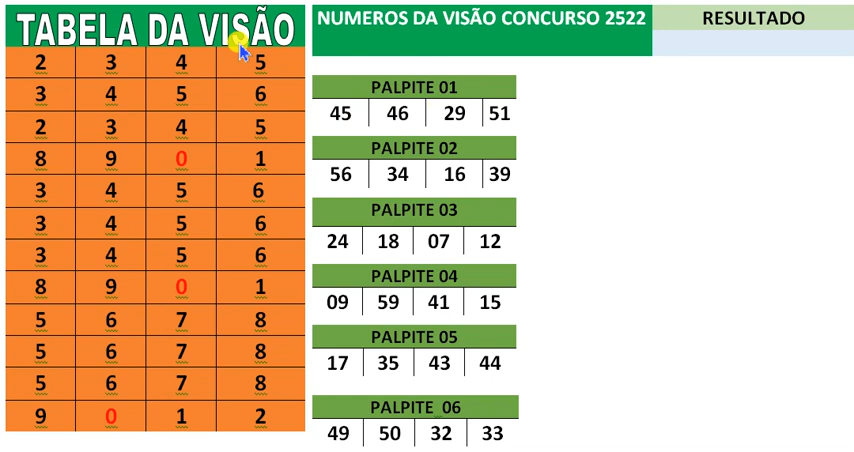 TABELA DA VISÃO
2 3 4 5
3 4 5 6
2 3 4 5
8 9 0 1
3 4 5 6
3 4 5 6
3 4 5 6
8 9 0 1
5 6 7 8
5 6 7 8
5 6 7 8
9 0 1 2
NUMEROS DA VISÃO CONCURSO 2522
RESULTADO
PALPITE 01
45 46 29 51
PALPITE 02
56 34 16 39
PALPITE 03
24 18 07 12
PALPITE 04
09 59 41 15
PALPITE 05
17 35 43 44
PALPITE 06
49 50 32 33